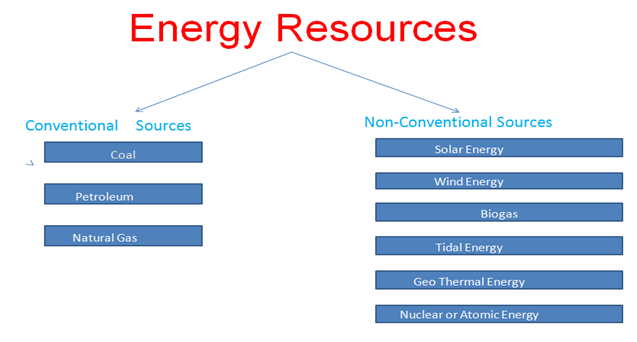 Energy Resources
Conventional Sources
Coal
Petroleum
Natural Gas
Non-Conventional Sources
Solar Energy
Wind Energy
Biogas
Tidal Energy
Geo Thermal Energy
Nuclear or Atomic Energy